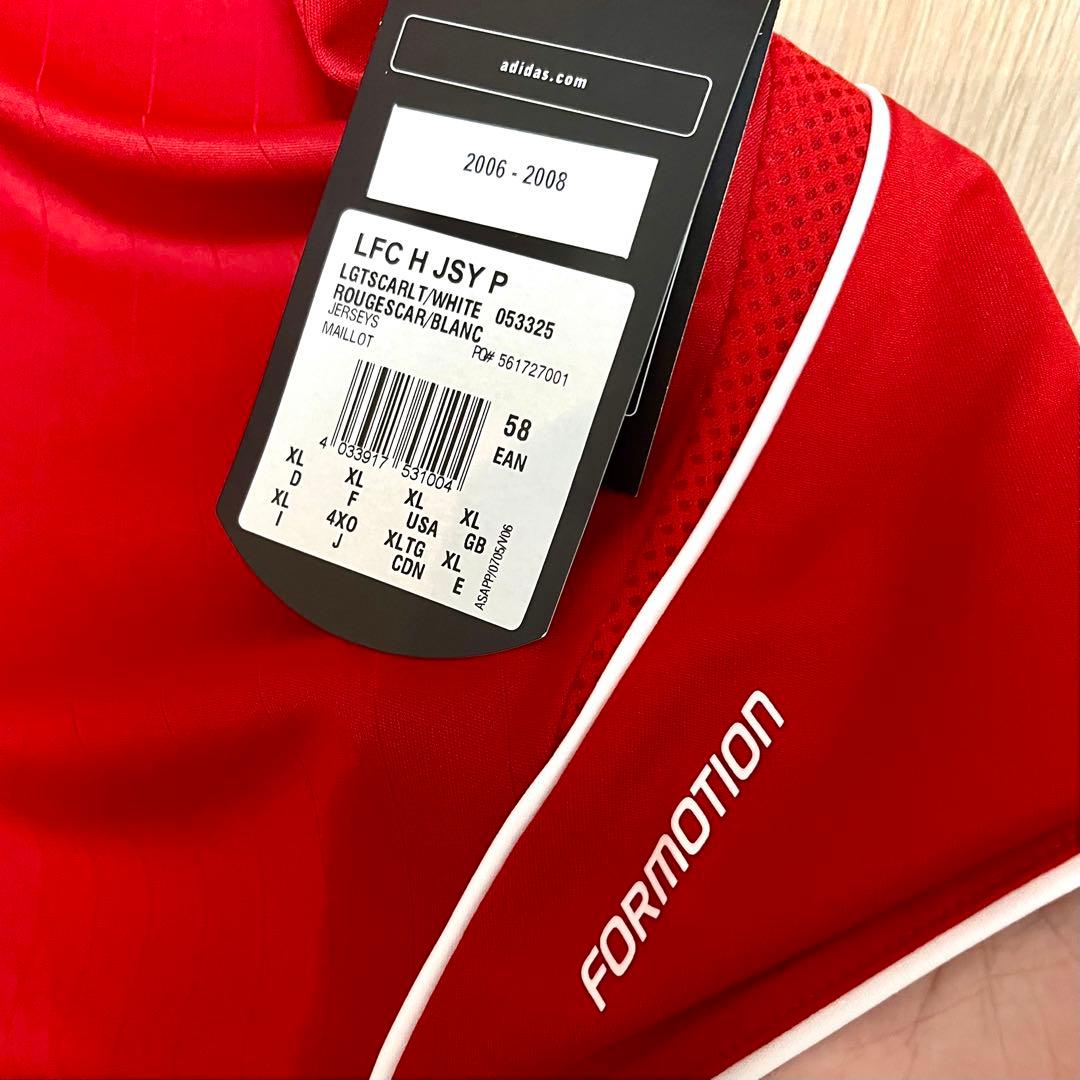 adidas.com
2006 - 2008
LFC H JSY P
LGTSCARLT/WHITE 053325
ROUGESCAR/BLANC
JERSEYS
MAILLOT
PO# 561727001
58
EAN
4 033917 531004
XL D XL F XL USA XL GB
XL I 4XO J XLTG CDN XL E
ASAPP/0705/V06
FORMOTION